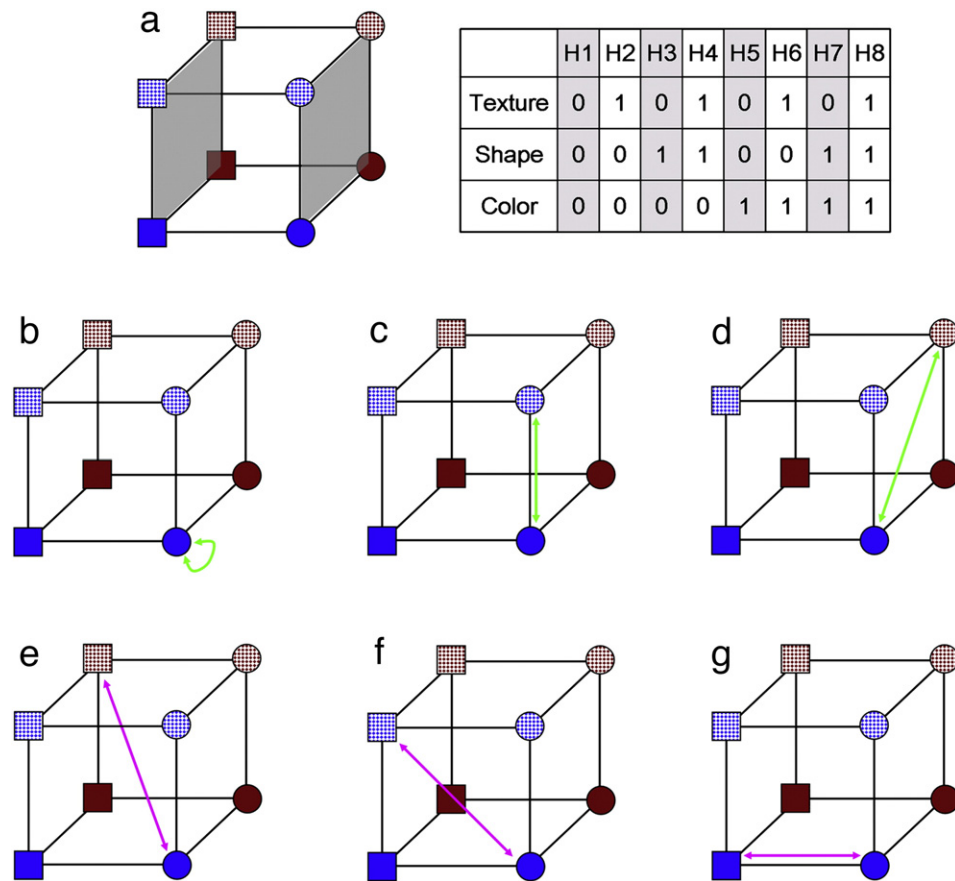 a
H1 H2 H3 H4 H5 H6 H7 H8
Texture 0 1 0 1 0 1 0 1
Shape 0 0 1 1 0 0 1 1
Color 0 0 0 0 1 1 1 1
b c d
e f g